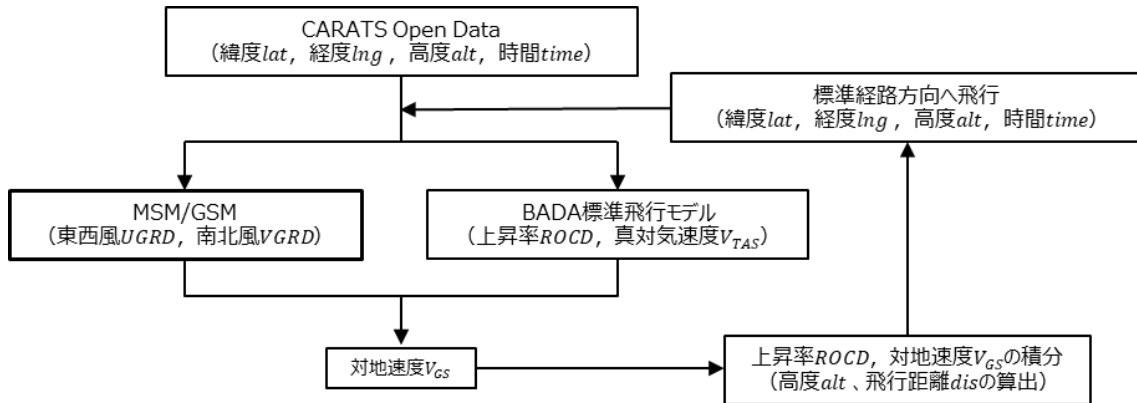 CARATS Open Data
（緯度lat，経度lng，高度alt，時間time）
標準経路方向へ飛行
（緯度lat，経度lng，高度alt，時間time）
MSM/GSM
（東西風UGRD，南北風VGRD）
BADA標準飛行モデル
（上昇率ROCD，真対気速度V_TAS）
対地速度V_GS
上昇率ROCD，対地速度V_GSの積分
（高度alt、飛行距離disの算出）